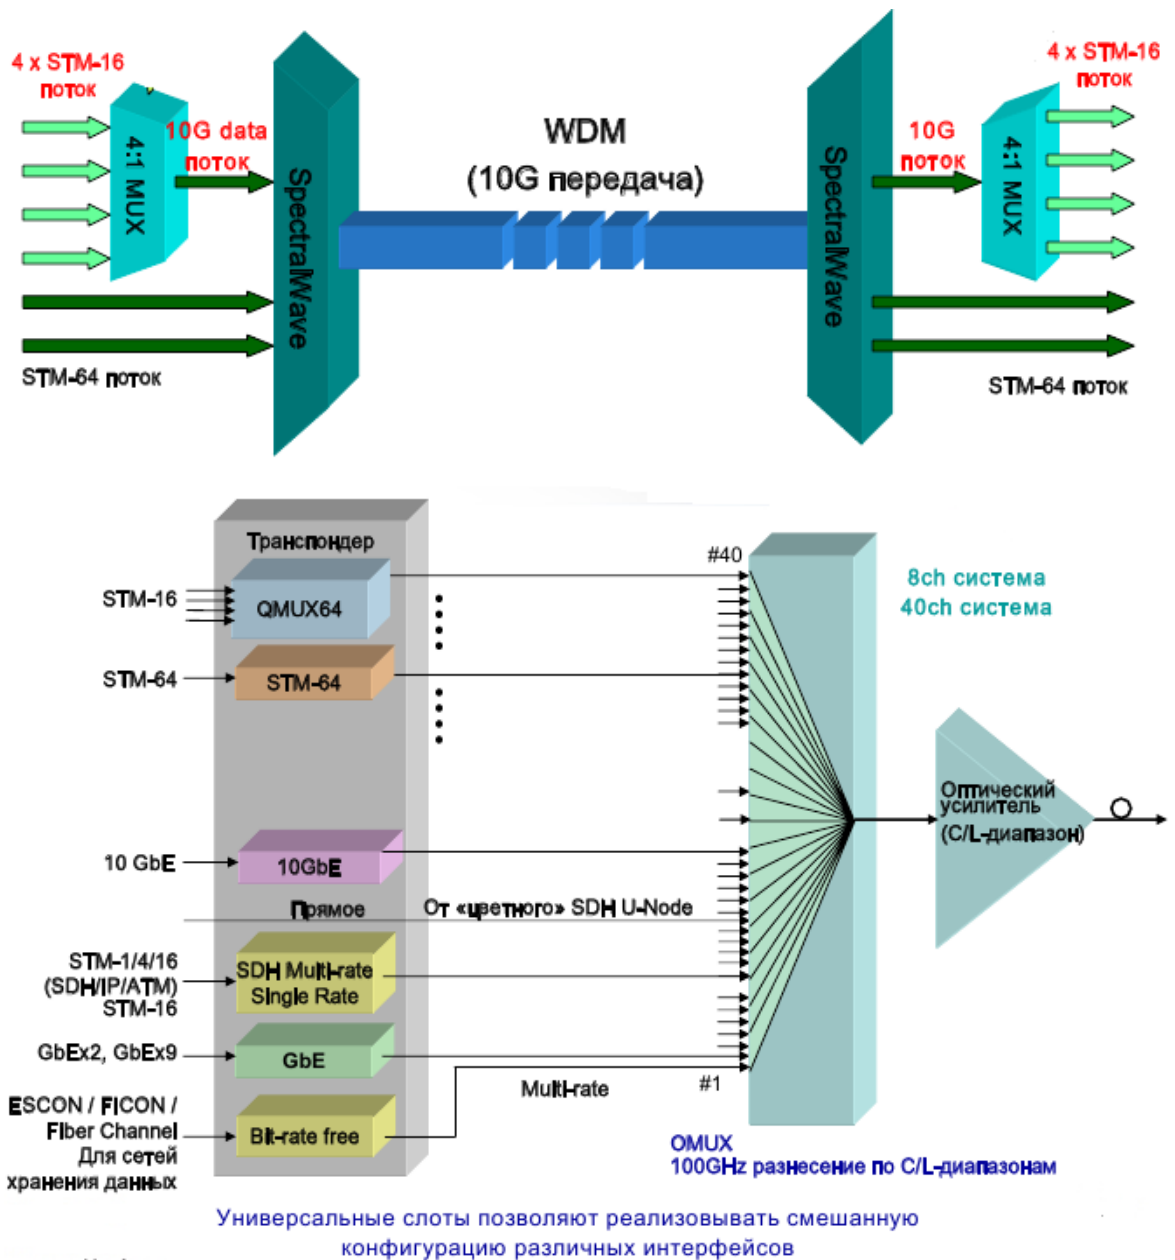 4 x STM-16
поток
4:1 MUX
10G data
поток
SpectralWave
STM-64 поток
WDM
(10G передача)
SpectralWave
10G
поток
4:1 MUX
4 x STM-16
поток
STM-64 поток
Транспондер
STM-16
QMUX64
STM-64
STM-64
10 GbE
10GbE
Прямое
От «цветного» SDH U-Node
STM-1/4/16
(SDH/IP/ATM)
STM-16
SDH Multi-rate
Single Rate
GbEx2, GbEx9
GbE
ESCON / FICON /
Fiber Channel
Для сетей
хранения данных
Bit-rate free
Multi-rate
#40
#1
8ch система
40ch система
Оптический
усилитель
(C/L-диапазон)
OMUX
100GHz разнесение по C/L-диапазонам
Универсальные слоты позволяют реализовывать смешанную
конфигурацию различных интерфейсов